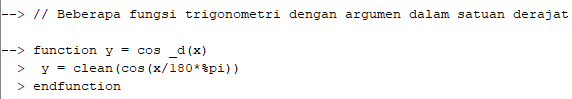 --> // Beberapa fungsi trigonometri dengan argumen dalam satuan derajat
--> function y = cos _d(x)
> y = clean(cos(x/180*%pi))
> endfunction